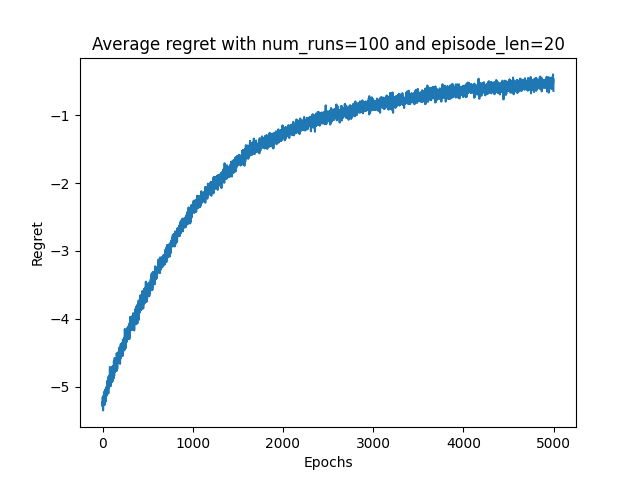 Average regret with num_runs=100 and episode_len=20
Regret
−1
−2
−3
−4
−5
0 1000 2000 3000 4000 5000
Epochs